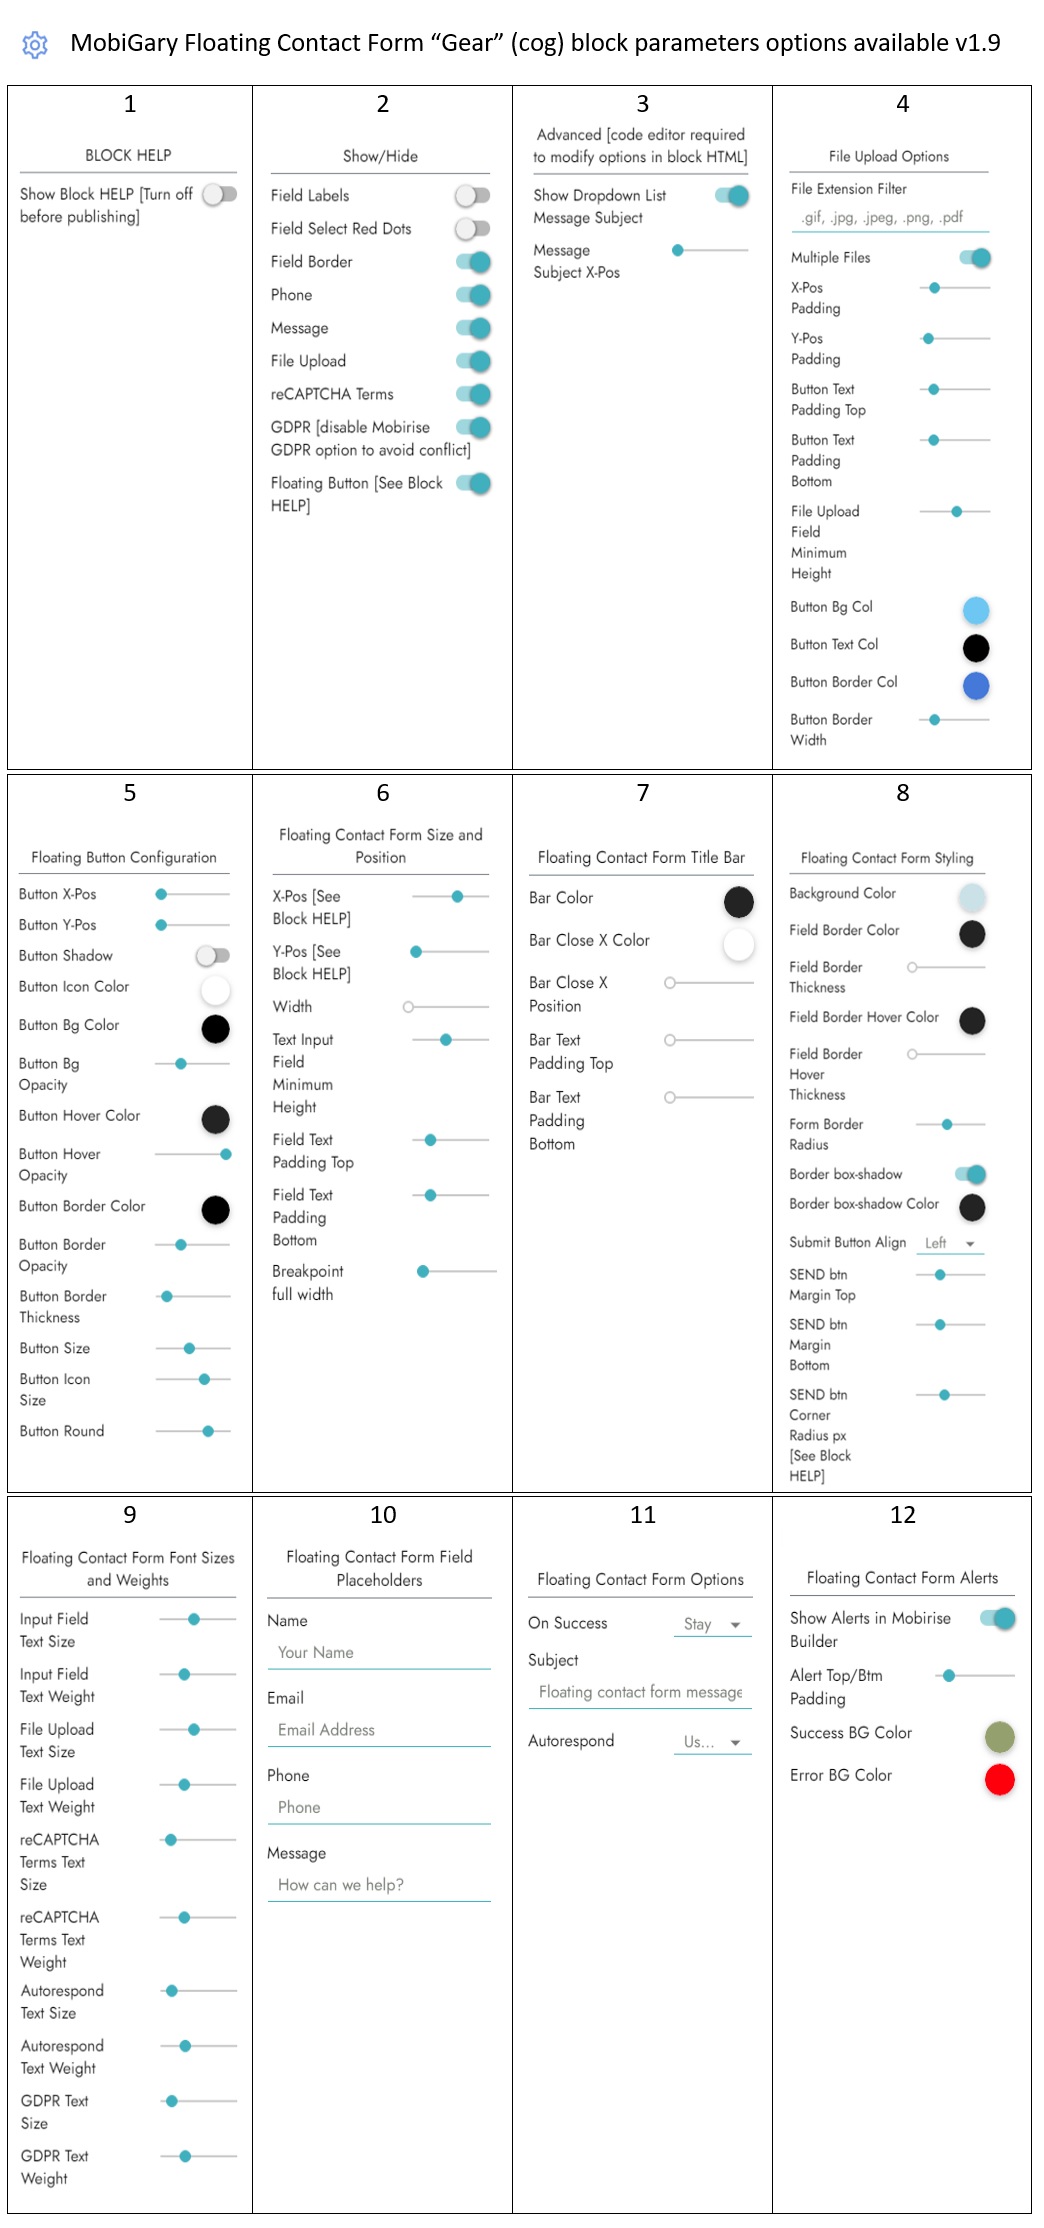 MobiGary Floating Contact Form “Gear” (cog) block parameters options available v1.9
1
BLOCK HELP
Show Block HELP [Turn off
before publishing]
2
Show/Hide
Field Labels
Field Select Red Dots
Field Border
Phone
Message
File Upload
reCAPTCHA Terms
GDPR [disable Mobirise
GDPR option to avoid conflict]
Floating Button [See Block
HELP]
3
Advanced [code editor required
to modify options in block HTML]
Show Dropdown List
Message Subject
Message
Subject X-Pos
4
File Upload Options
File Extension Filter
.gif, .jpg, .jpeg, .png, .pdf
Multiple Files
X-Pos
Padding
Y-Pos
Padding
Button Text
Padding Top
Button Text
Padding
Bottom
File Upload
Field
Minimum
Height
Button Bg Col
Button Text Col
Button Border Col
Button Border
Width
5
Floating Button Configuration
Button X-Pos
Button Y-Pos
Button Shadow
Button Icon Color
Button Bg Color
Button Bg
Opacity
Button Hover Color
Button Hover
Opacity
Button Border Color
Button Border
Opacity
Button Border
Thickness
Button Size
Button Icon
Size
Button Round
6
Floating Contact Form Size and
Position
X-Pos [See
Block HELP]
Y-Pos [See
Block HELP]
Width
Text Input
Field
Minimum
Height
Field Text
Padding Top
Field Text
Padding
Bottom
Breakpoint
full width
7
Floating Contact Form Title Bar
Bar Color
Bar Close X Color
Bar Close X
Position
Bar Text
Padding Top
Bar Text
Padding
Bottom
8
Floating Contact Form Styling
Background Color
Field Border Color
Field Border
Thickness
Field Border Hover Color
Field Border
Hover
Thickness
Form Border
Radius
Border box-shadow
Border box-shadow Color
Submit Button Align Left
SEND btn
Margin Top
SEND btn
Margin
Bottom
SEND btn
Corner
Radius px
[See Block
HELP]
9
Floating Contact Form Font Sizes
and Weights
Input Field
Text Size
Input Field
Text Weight
File Upload
Text Size
File Upload
Text Weight
reCAPTCHA
Terms Text
Size
reCAPTCHA
Terms Text
Weight
Autorespond
Text Size
Autorespond
Text Weight
GDPR Text
Size
GDPR Text
Weight
10
Floating Contact Form Field
Placeholders
Name
Your Name
Email
Email Address
Phone
Phone
Message
How can we help?
11
Floating Contact Form Options
On Success Stay
Subject
Floating contact form message
Autorespond Us...
12
Floating Contact Form Alerts
Show Alerts in Mobirise
Builder
Alert Top/Btm
Padding
Success BG Color
Error BG Color